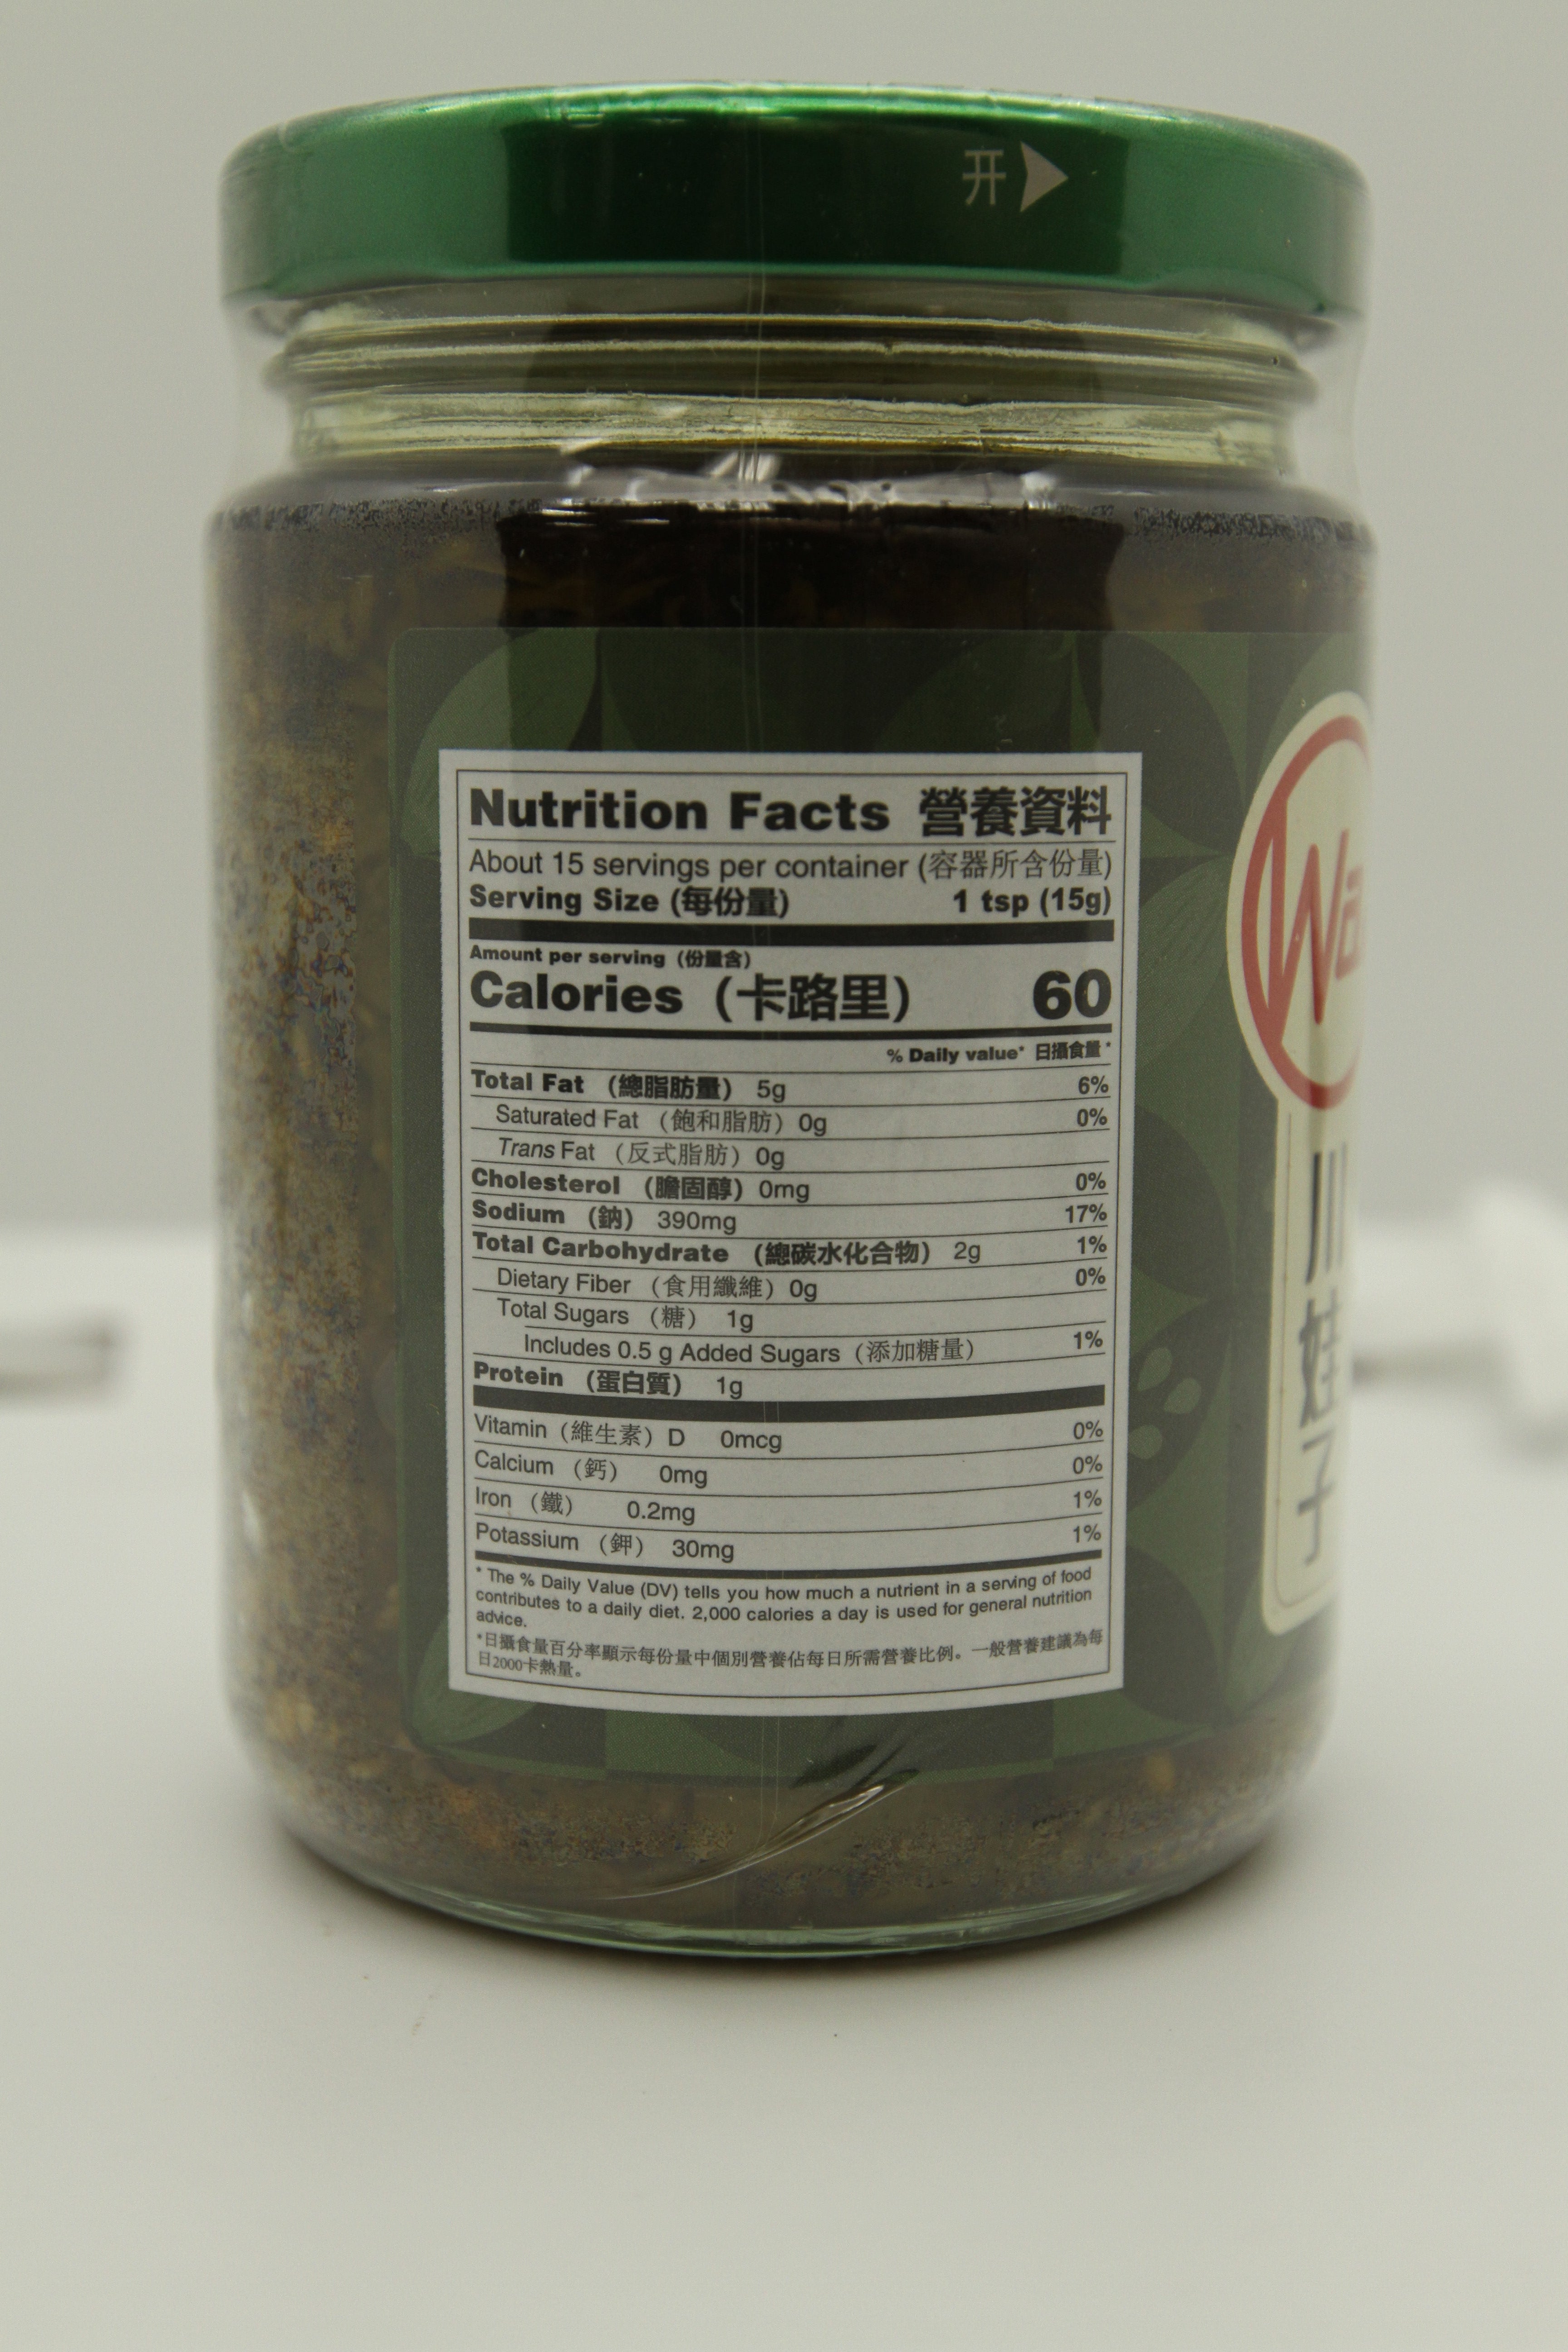 开
Nutrition Facts 營養資料
About 15 servings per container (容器所含份量)
Serving Size (每份量) 1 tsp (15g)
Amount per serving (份量含)
Calories (卡路里) 60
% Daily value* 日攝食量*
Total Fat (總脂肪量) 5g 6%
Saturated Fat (飽和脂肪) 0g 0%
Trans Fat (反式脂肪) 0g
Cholesterol (膽固醇) 0mg 0%
Sodium (鈉) 390mg 17%
Total Carbohydrate (總碳水化合物) 2g 1%
Dietary Fiber (食用纖維) 0g 0%
Total Sugars (糖) 1g
Includes 0.5 g Added Sugars (添加糖量) 1%
Protein (蛋白質) 1g
Vitamin (維生素) D 0mcg 0%
Calcium (鈣) 0mg 0%
Iron (鐵) 0.2mg 1%
Potassium (鉀) 30mg 1%
* The % Daily Value (DV) tells you how much a nutrient in a serving of food
contributes to a daily diet. 2,000 calories a day is used for general nutrition
advice.
*日攝食量百分率顯示每份量中個別營養佔每日所需營養比例。一般營養建議為每
日2000卡熱量。
Wa
川
娃
子